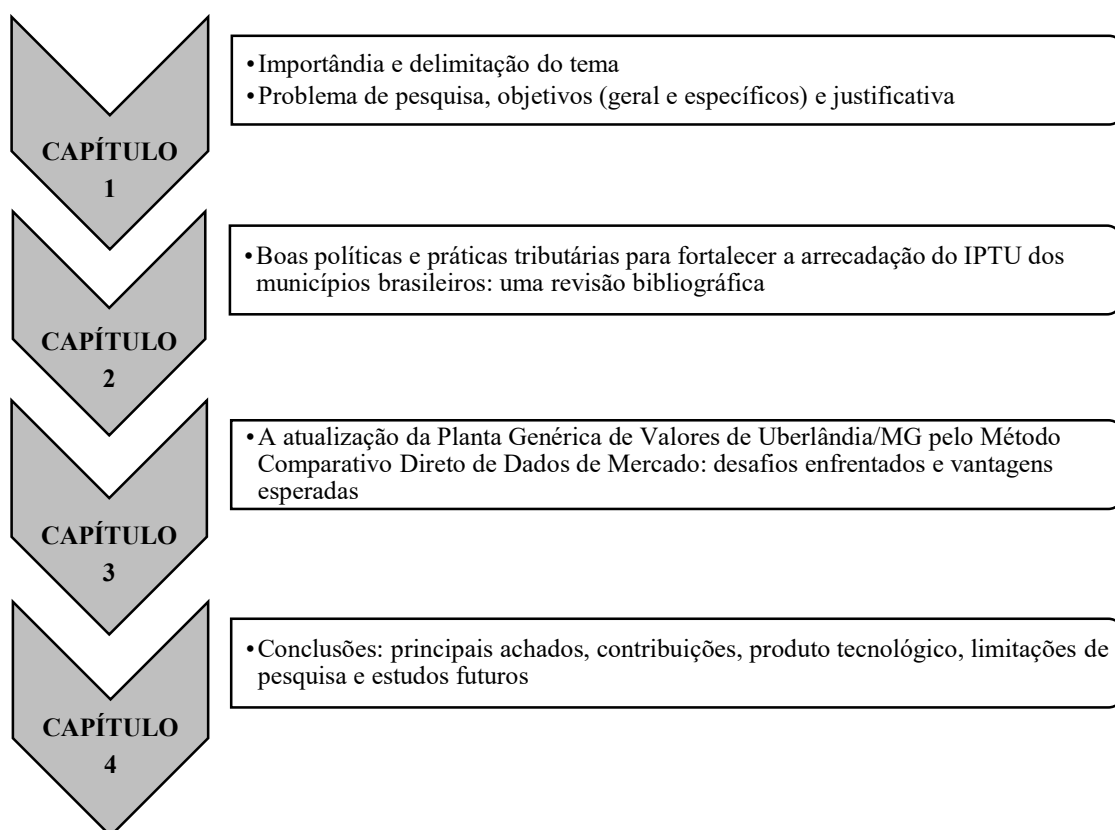 CAPÍTULO
1
•Importândia e delimitação do tema
•Problema de pesquisa, objetivos (geral e específicos) e justificativa
CAPÍTULO
2
•Boas políticas e práticas tributárias para fortalecer a arrecadação do IPTU dos
municípios brasileiros: uma revisão bibliográfica
CAPÍTULO
3
•A atualização da Planta Genérica de Valores de Uberlândia/MG pelo Método
Comparativo Direto de Dados de Mercado: desafios enfrentados e vantagens
esperadas
CAPÍTULO
4
•Conclusões: principais achados, contribuições, produto tecnológico, limitações de
pesquisa e estudos futuros